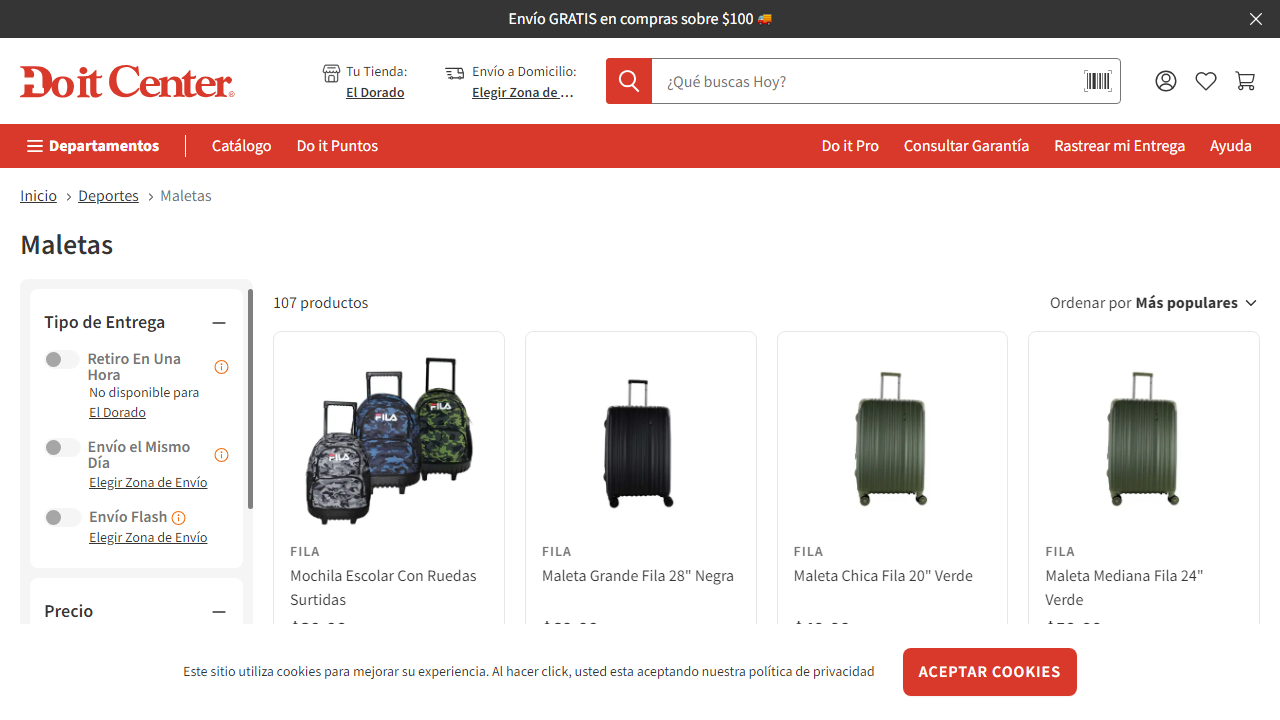 Envío GRATIS en compras sobre $100 🚚
Do it Center®
Tu Tienda:
El Dorado
Envío a Domicilio:
Elegir Zona de ...
¿Qué buscas Hoy?
Departamentos
Catálogo
Do it Puntos
Do it Pro
Consultar Garantía
Rastrear mi Entrega
Ayuda
Inicio > Deportes > Maletas
Maletas
Tipo de Entrega
Retiro En Una
Hora
No disponible para
El Dorado
Envío el Mismo
Día
Elegir Zona de Envío
Envío Flash
Elegir Zona de Envío
Precio
107 productos
Ordenar por Más populares
FILA
FILA
FILA
FILA
Mochila Escolar Con Ruedas
Surtidas
FILA
Maleta Grande Fila 28" Negra
FILA
Maleta Chica Fila 20" Verde
FILA
Maleta Mediana Fila 24"
Verde
Este sitio utiliza cookies para mejorar su experiencia. Al hacer click, usted esta aceptando nuestra política de privacidad
ACEPTAR COOKIES